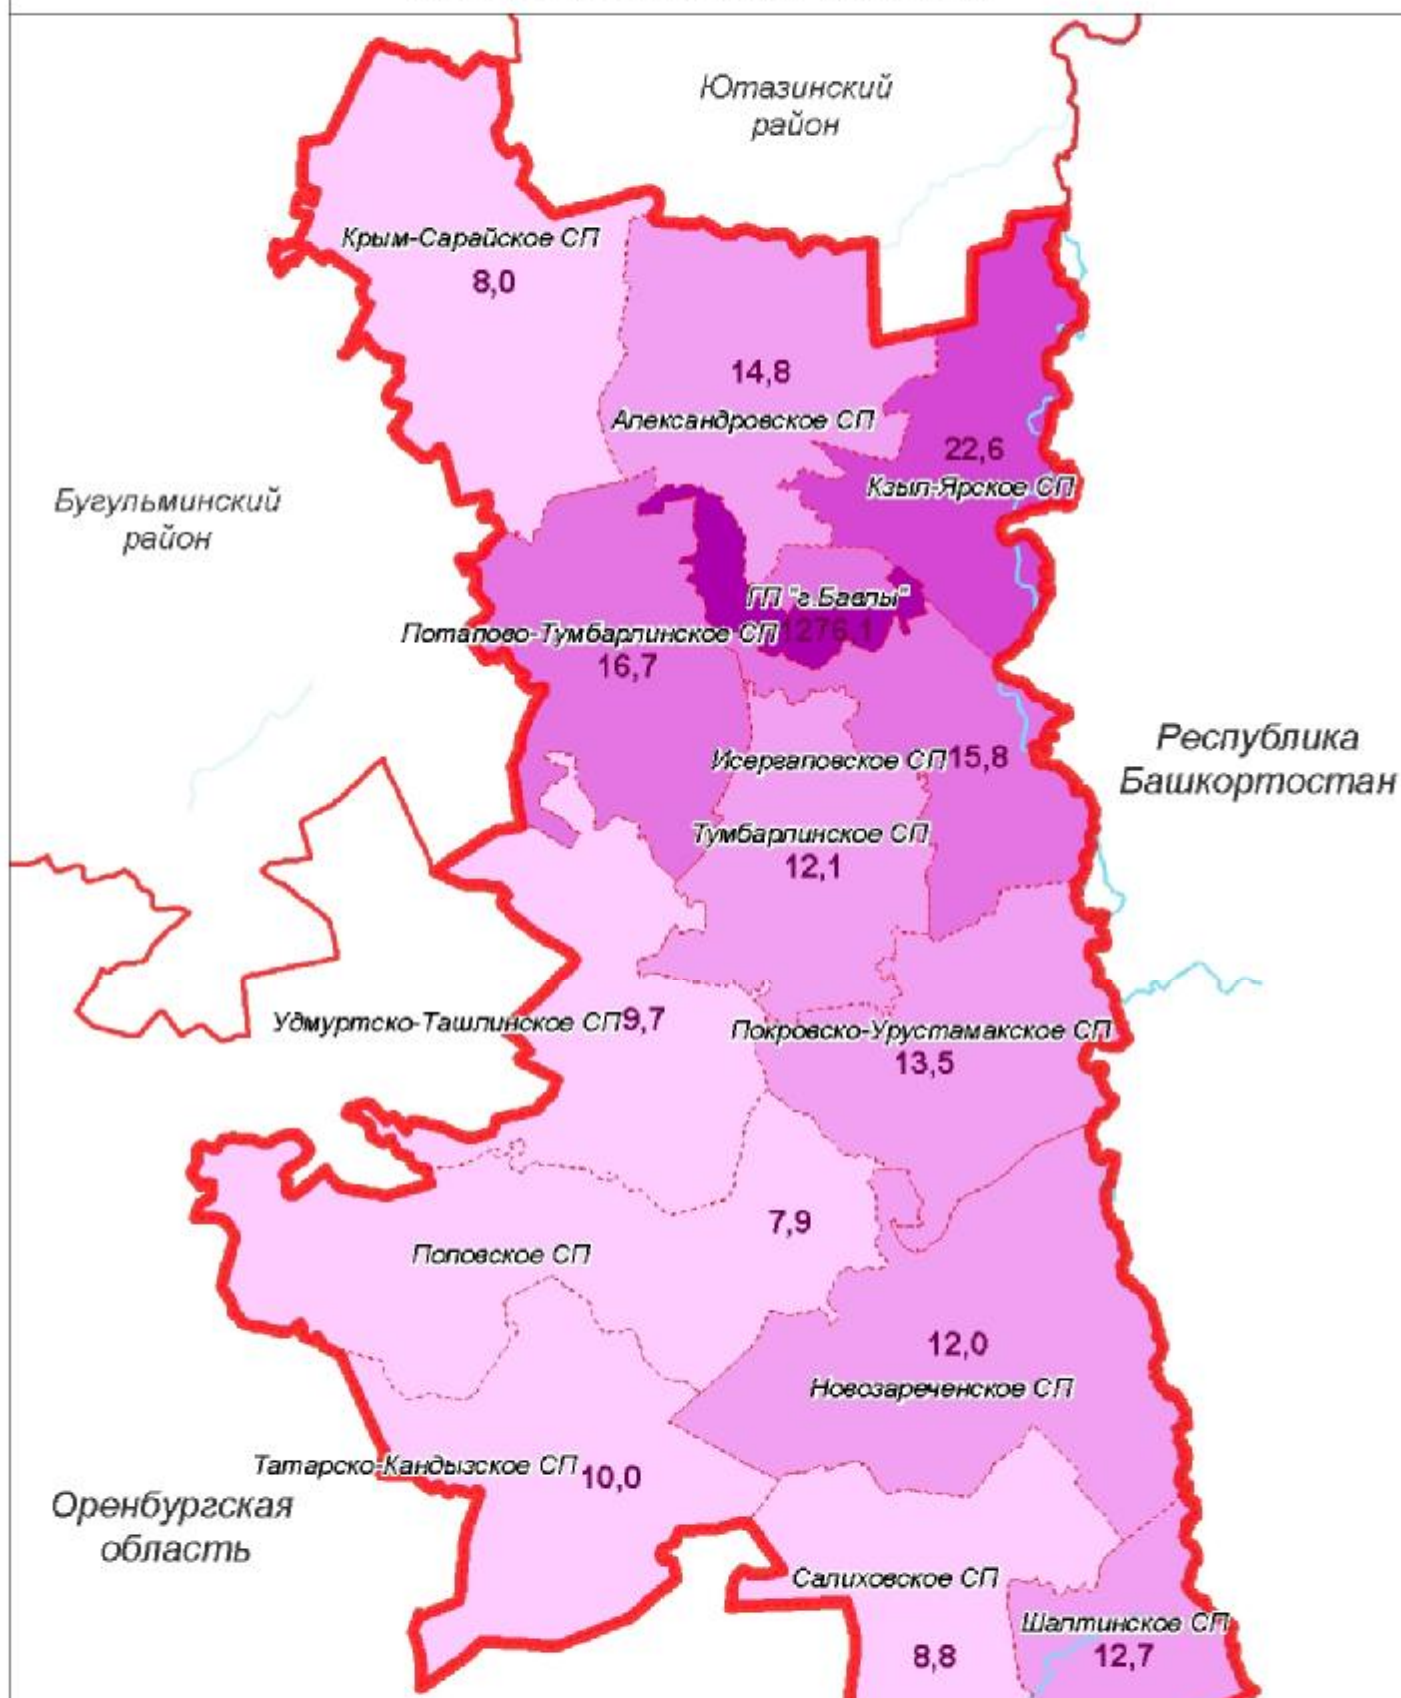 Ютазинский
район
Крым-Сарайское СП
8,0
14,8
Александровское СП
22,6
Кзыл-Ярское СП
Бугульминский
район
ГП "г.Бавлы"
1276,1
Потапово-Тумбарлинское СП
16,7
Республика
Башкортостан
Исергаповское СП 15,8
Тумбарлинское СП
12,1
Удмуртско-Ташлинское СП 9,7
Покровско-Урустамакское СП
13,5
7,9
Поповское СП
12,0
Новозареченское СП
Татарско-Кандызское СП 10,0
Оренбургская
область
Салиховское СП
8,8
Шалтинское СП
12,7